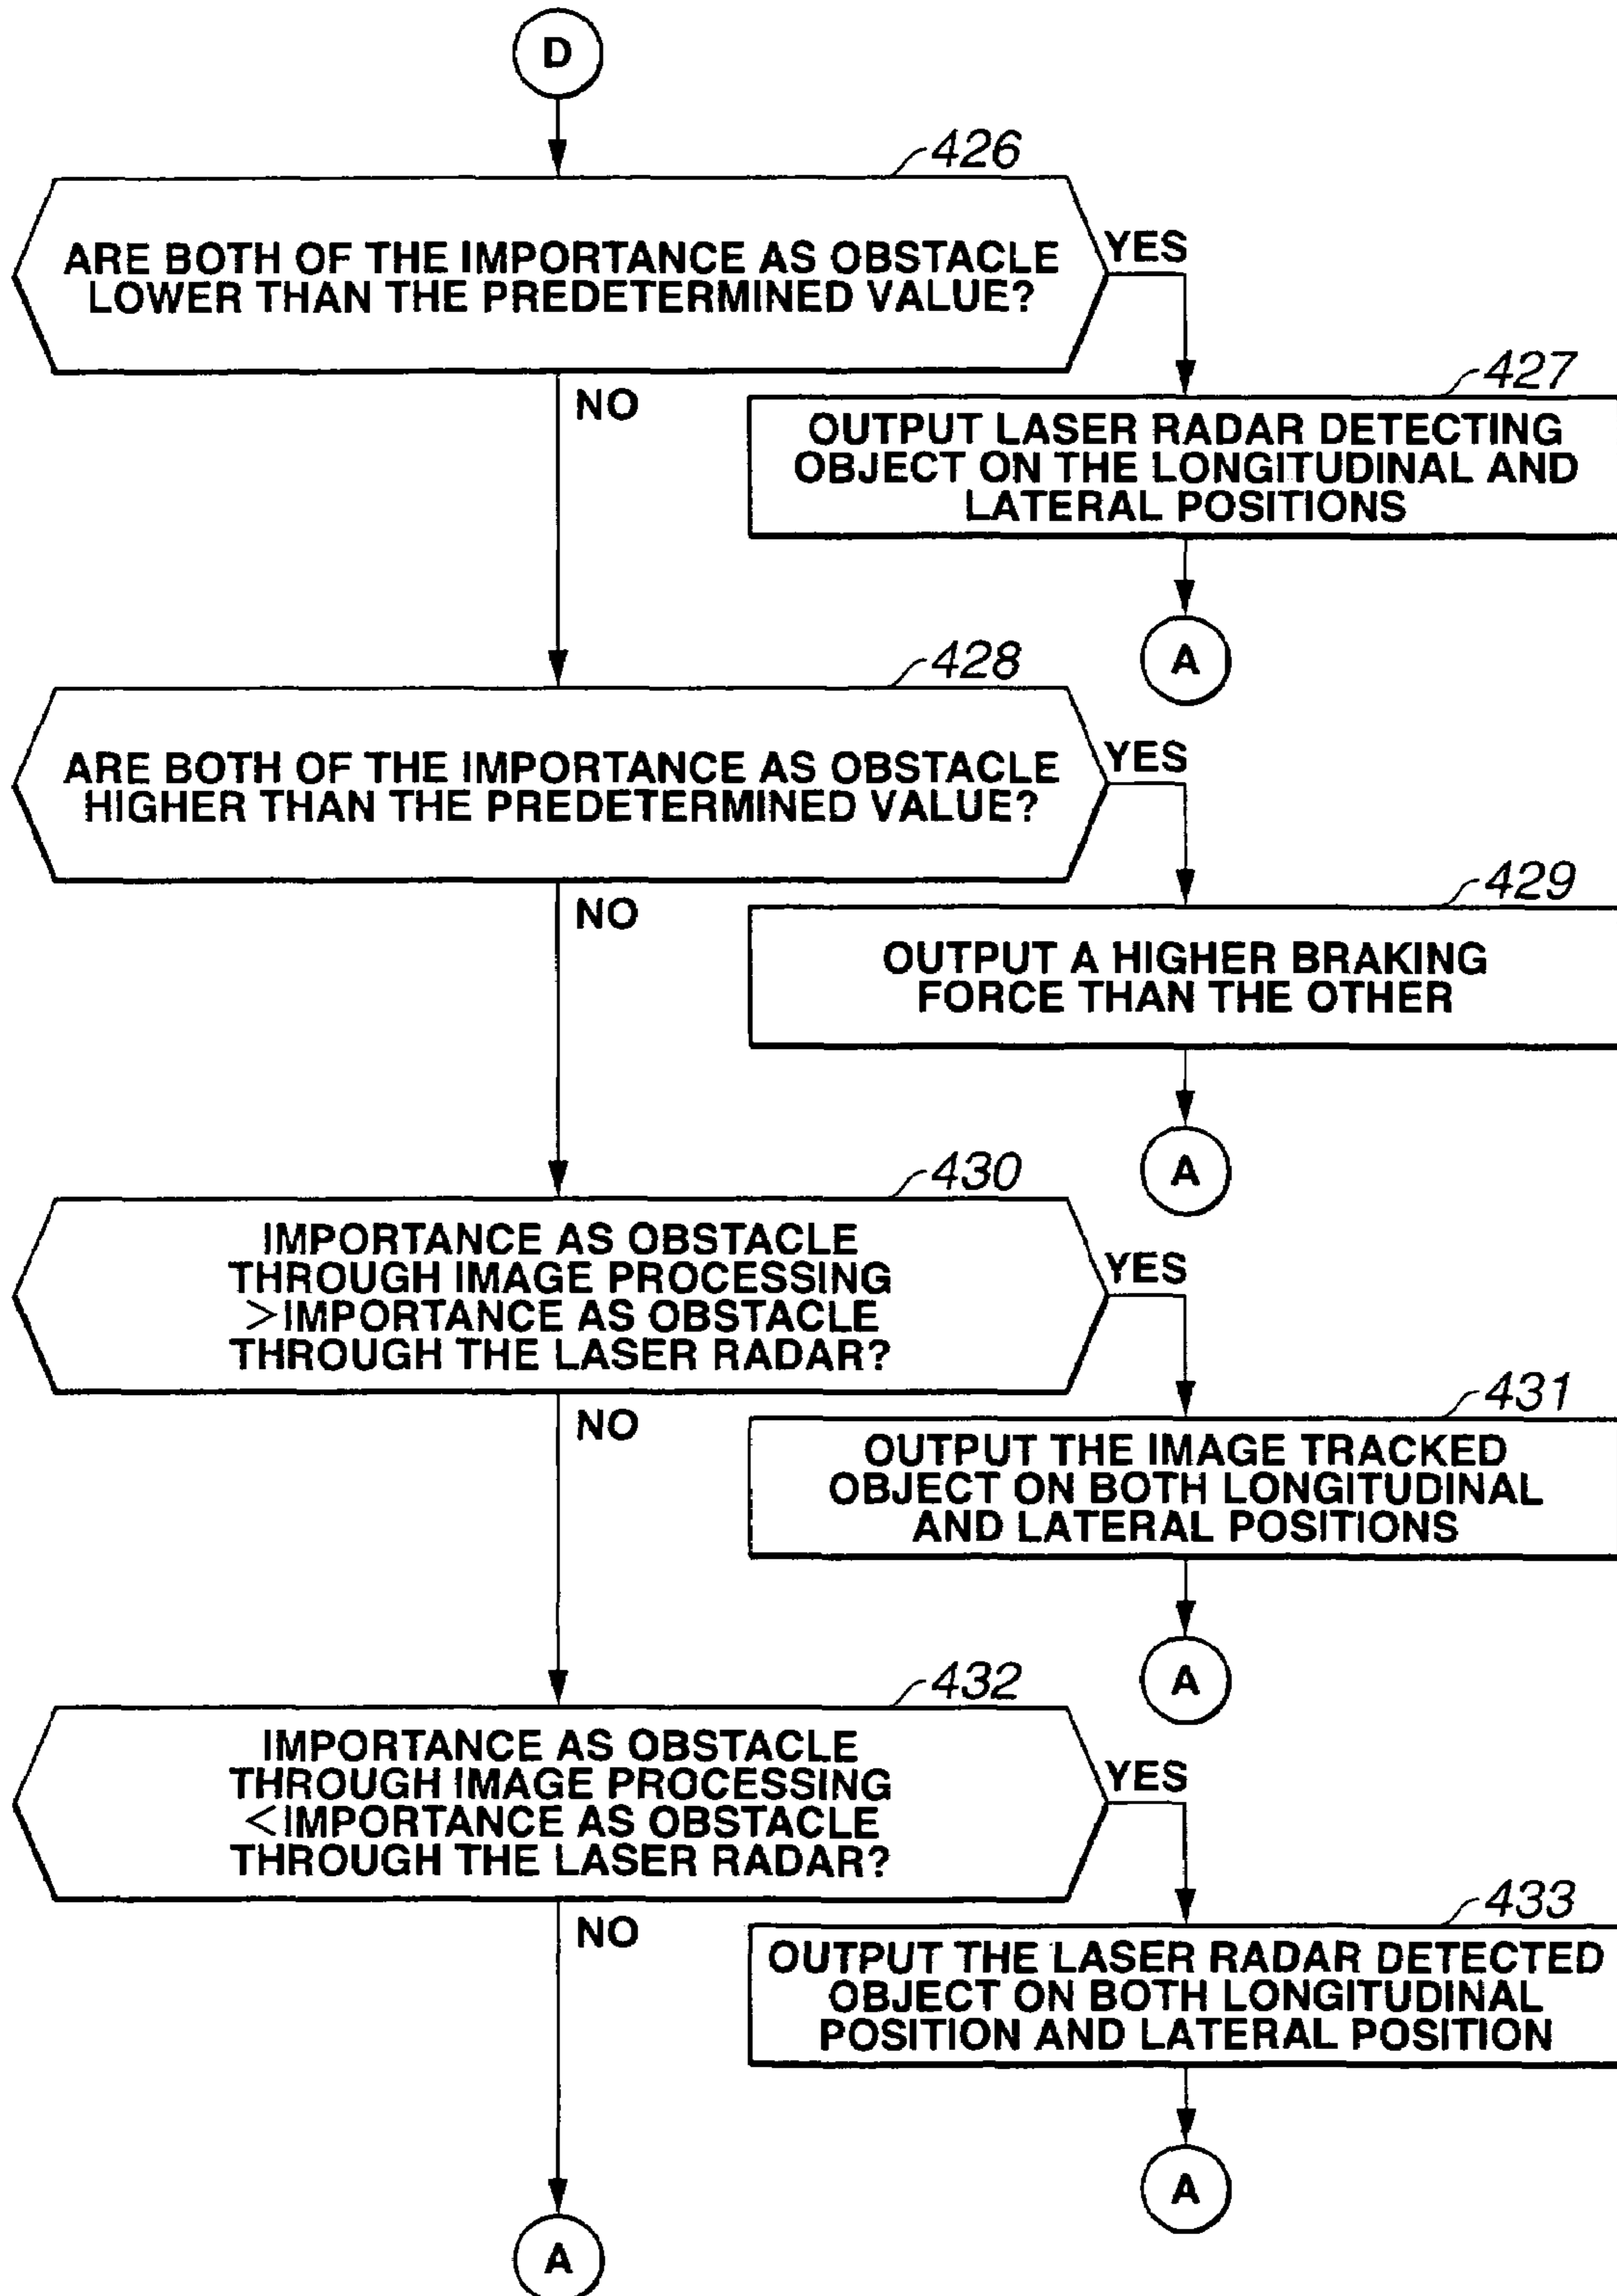 D
426
ARE BOTH OF THE IMPORTANCE AS OBSTACLE
LOWER THAN THE PREDETERMINED VALUE?
YES
NO
427
OUTPUT LASER RADAR DETECTING
OBJECT ON THE LONGITUDINAL AND
LATERAL POSITIONS
A
428
ARE BOTH OF THE IMPORTANCE AS OBSTACLE
HIGHER THAN THE PREDETERMINED VALUE?
YES
NO
429
OUTPUT A HIGHER BRAKING
FORCE THAN THE OTHER
A
430
IMPORTANCE AS OBSTACLE
THROUGH IMAGE PROCESSING
>IMPORTANCE AS OBSTACLE
THROUGH THE LASER RADAR?
YES
NO
431
OUTPUT THE IMAGE TRACKED
OBJECT ON BOTH LONGITUDINAL
AND LATERAL POSITIONS
A
432
IMPORTANCE AS OBSTACLE
THROUGH IMAGE PROCESSING
<IMPORTANCE AS OBSTACLE
THROUGH THE LASER RADAR?
YES
NO
433
OUTPUT THE LASER RADAR DETECTED
OBJECT ON BOTH LONGITUDINAL
POSITION AND LATERAL POSITION
A
A